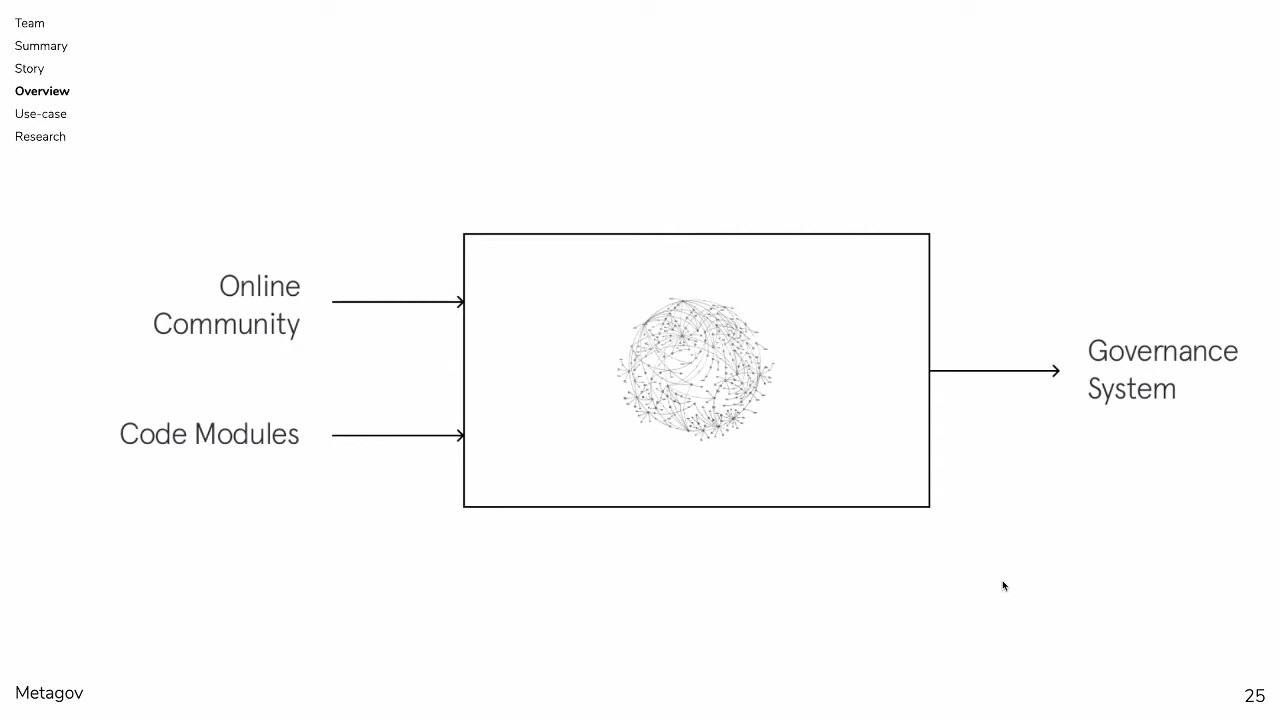 Team
Summary
Story
Overview
Use-case
Research
Online
Community
Code Modules
Governance
System
Metagov
25